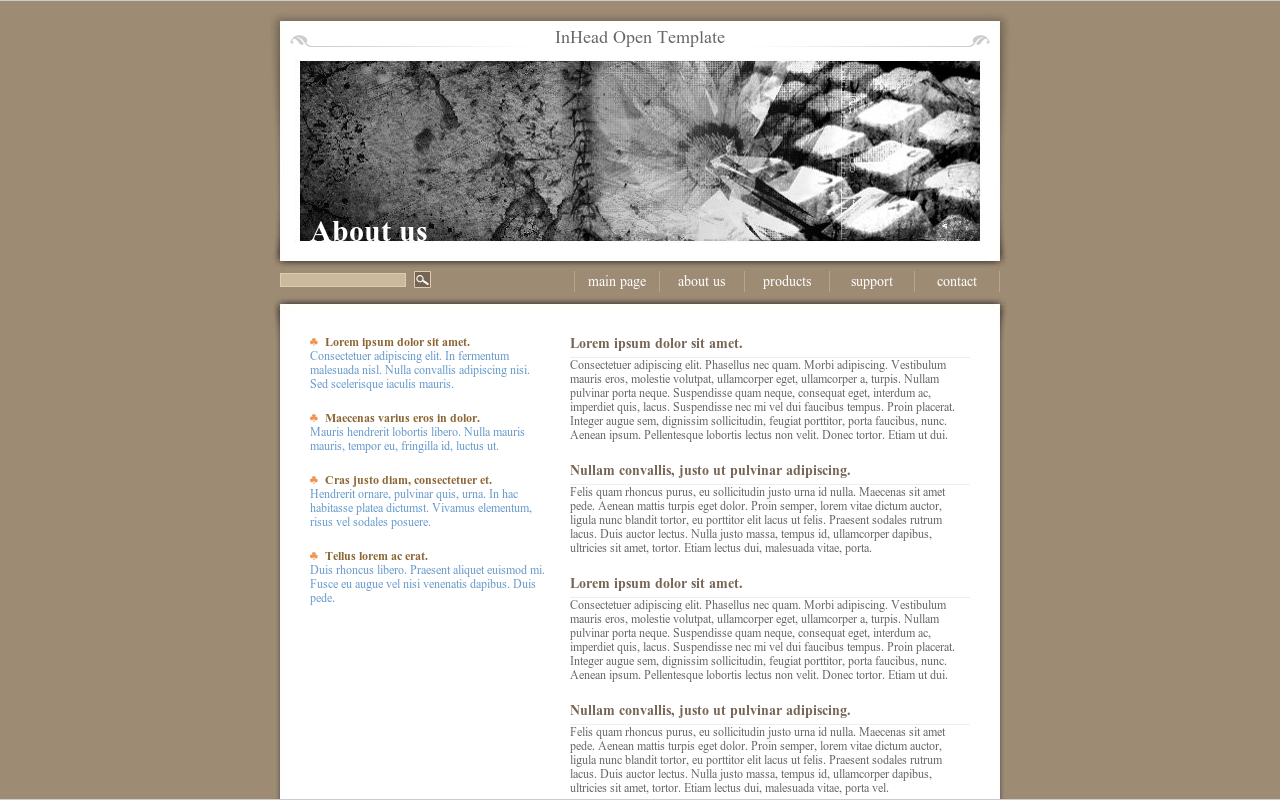 InHead Open Template
About us
main page
about us
products
support
contact
Lorem ipsum dolor sit amet.
Consectetuer adipiscing elit. In fermentum
malesuada nisl. Nulla convallis adipiscing nisi.
Sed scelerisque iaculis mauris.
Maecenas varius eros in dolor.
Mauris hendrerit lobortis libero. Nulla mauris
mauris, tempor eu, fringilla id, luctus ut.
Cras justo diam, consectetuer et.
Hendrerit ornare, pulvinar quis, urna. In hac
habitasse platea dictumst. Vivamus elementum,
risus vel sodales posuere.
Tellus lorem ac erat.
Duis rhoncus libero. Praesent aliquet euismod mi.
Fusce eu augue vel nisi venenatis dapibus. Duis
pede.
Lorem ipsum dolor sit amet.
Consectetuer adipiscing elit. Phasellus nec quam. Morbi adipiscing. Vestibulum
mauris eros, molestie volutpat, ullamcorper eget, ullamcorper a, turpis. Nullam
pulvinar porta neque. Suspendisse quam neque, consequat eget, interdum ac,
imperdiet quis, lacus. Suspendisse nec mi vel dui faucibus tempus. Proin placerat.
Integer augue sem, dignissim sollicitudin, feugiat porttitor, porta faucibus, nunc.
Aenean ipsum. Pellentesque lobortis lectus non velit. Donec tortor. Etiam ut dui.
Nullam convallis, justo ut pulvinar adipiscing.
Felis quam rhoncus purus, eu sollicitudin justo urna id nulla. Maecenas sit amet
pede. Aenean mattis turpis eget dolor. Proin semper, lorem vitae dictum auctor,
ligula nunc blandit tortor, eu porttitor elit lacus ut felis. Praesent sodales rutrum
lacus. Duis auctor lectus. Nulla justo massa, tempus id, ullamcorper dapibus,
ultricies sit amet, tortor. Etiam lectus dui, malesuada vitae, porta.
Lorem ipsum dolor sit amet.
Consectetuer adipiscing elit. Phasellus nec quam. Morbi adipiscing. Vestibulum
mauris eros, molestie volutpat, ullamcorper eget, ullamcorper a, turpis. Nullam
pulvinar porta neque. Suspendisse quam neque, consequat eget, interdum ac,
imperdiet quis, lacus. Suspendisse nec mi vel dui faucibus tempus. Proin placerat.
Integer augue sem, dignissim sollicitudin, feugiat porttitor, porta faucibus, nunc.
Aenean ipsum. Pellentesque lobortis lectus non velit. Donec tortor. Etiam ut dui.
Nullam convallis, justo ut pulvinar adipiscing.
Felis quam rhoncus purus, eu sollicitudin justo urna id nulla. Maecenas sit amet
pede. Aenean mattis turpis eget dolor. Proin semper, lorem vitae dictum auctor,
ligula nunc blandit tortor, eu porttitor elit lacus ut felis. Praesent sodales rutrum
lacus. Duis auctor lectus. Nulla justo massa, tempus id, ullamcorper dapibus,
ultricies sit amet, tortor. Etiam lectus dui, malesuada vitae, porta vel.